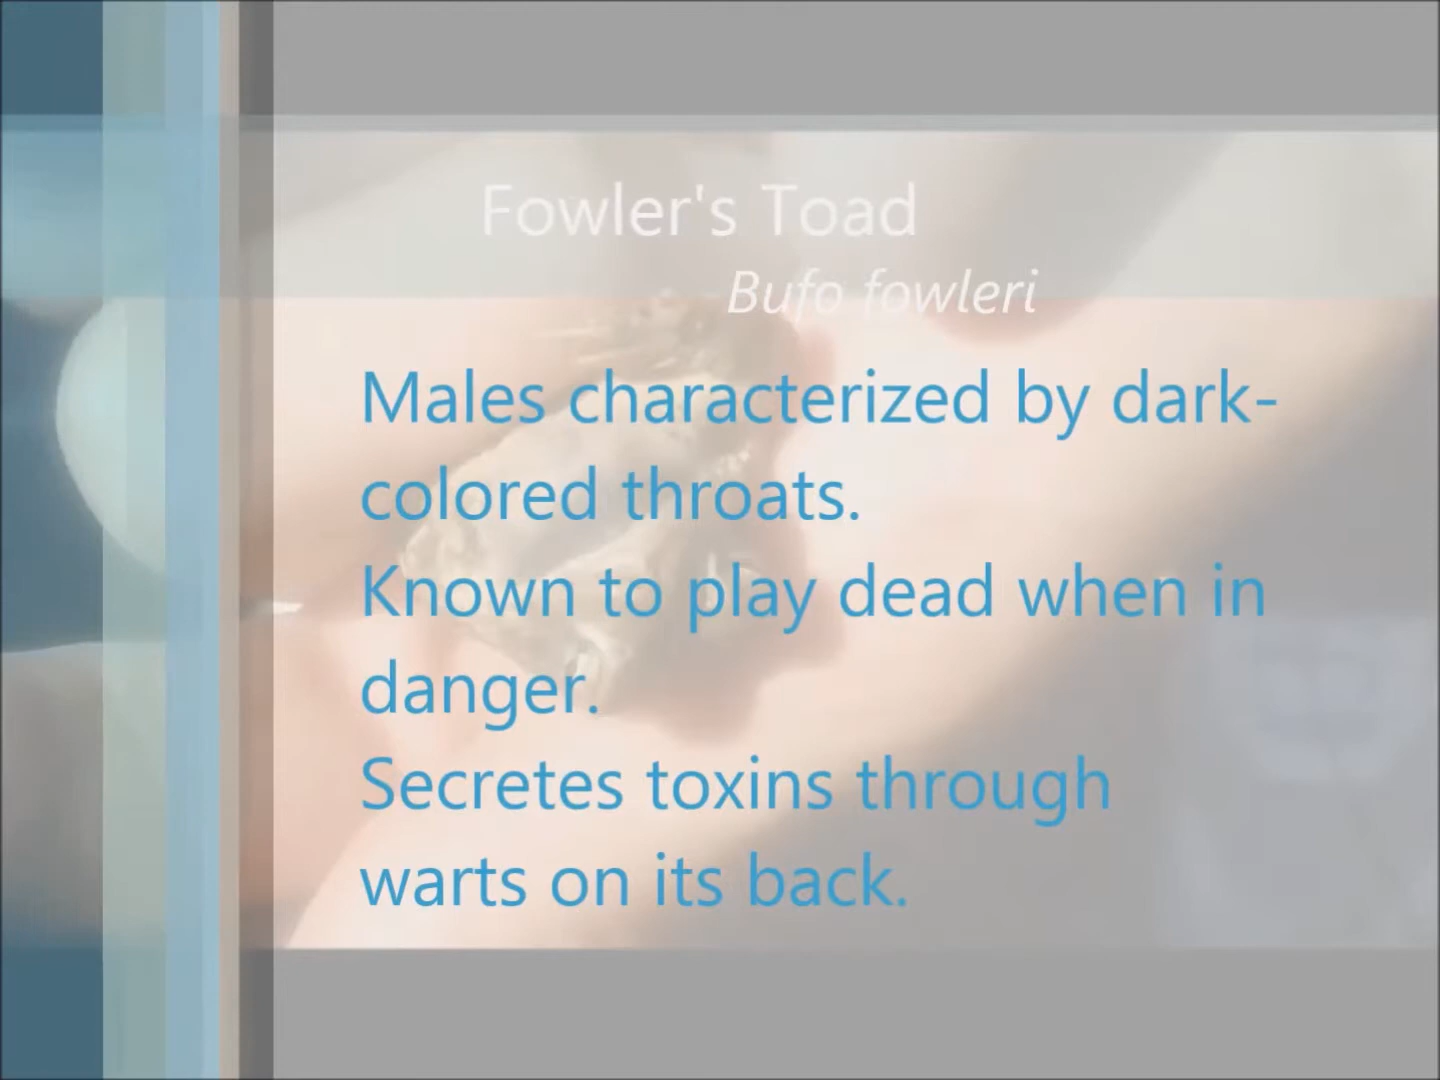 Fowler's Toad
Bufo fowleri
Males characterized by dark-
colored throats.
Known to play dead when in
danger.
Secretes toxins through
warts on its back.